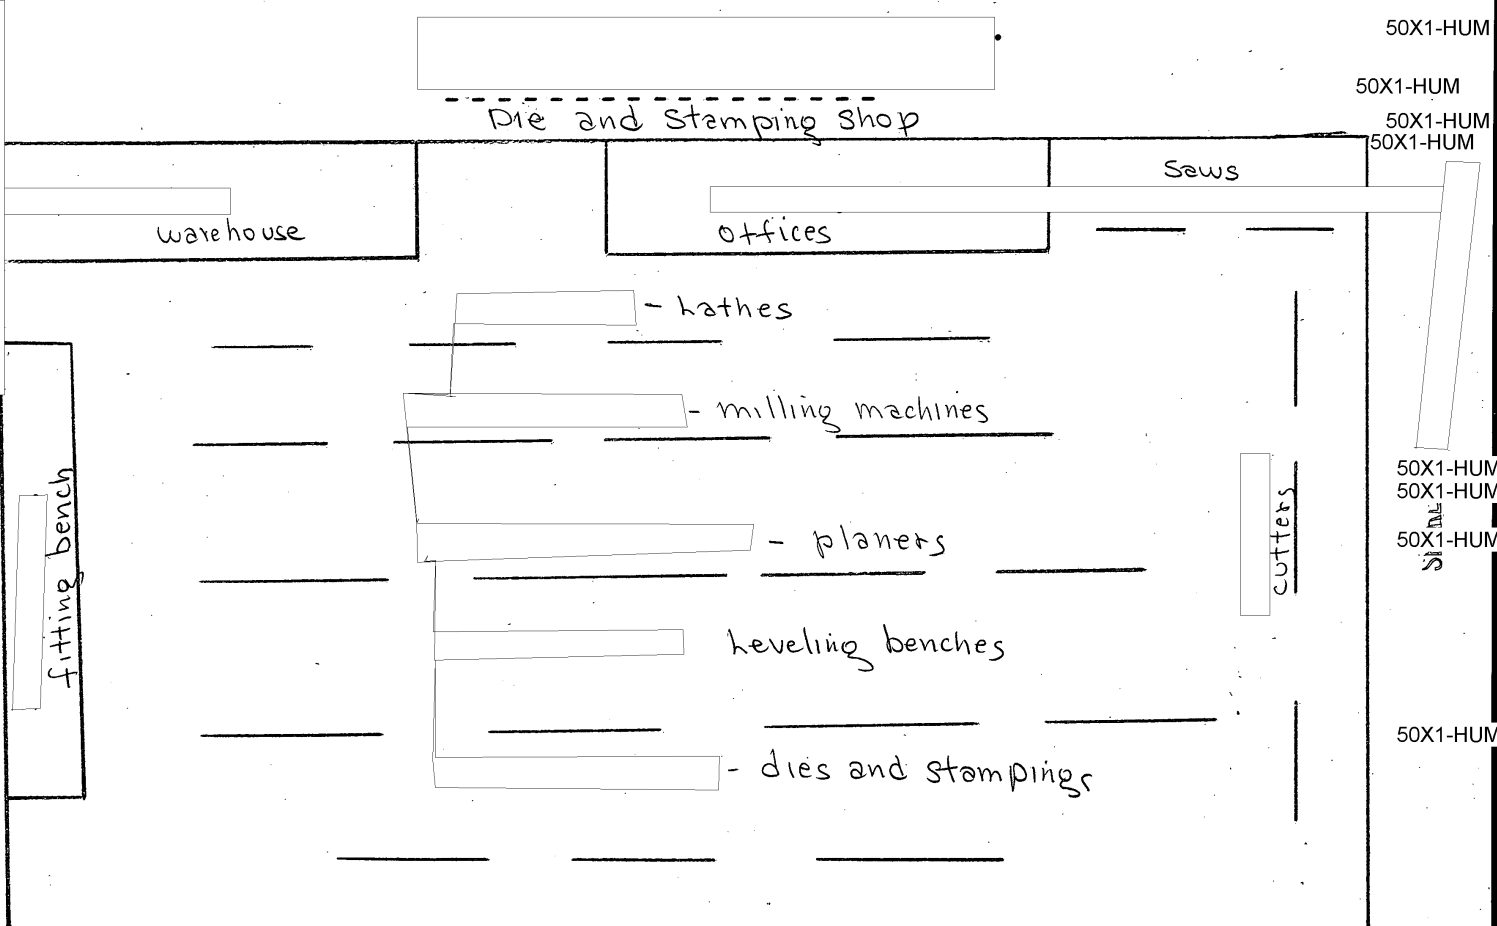 50X1-HUM
50X1-HUM
50X1-HUM
50X1-HUM
Die and Stamping Shop
saws
warehouse
offices
- Lathes
- milling machines
- planers
Leveling benches
- dies and stampings
fitting bench
cutters
50X1-HUM
50X1-HUM
50X1-HUM
50X1-HUM